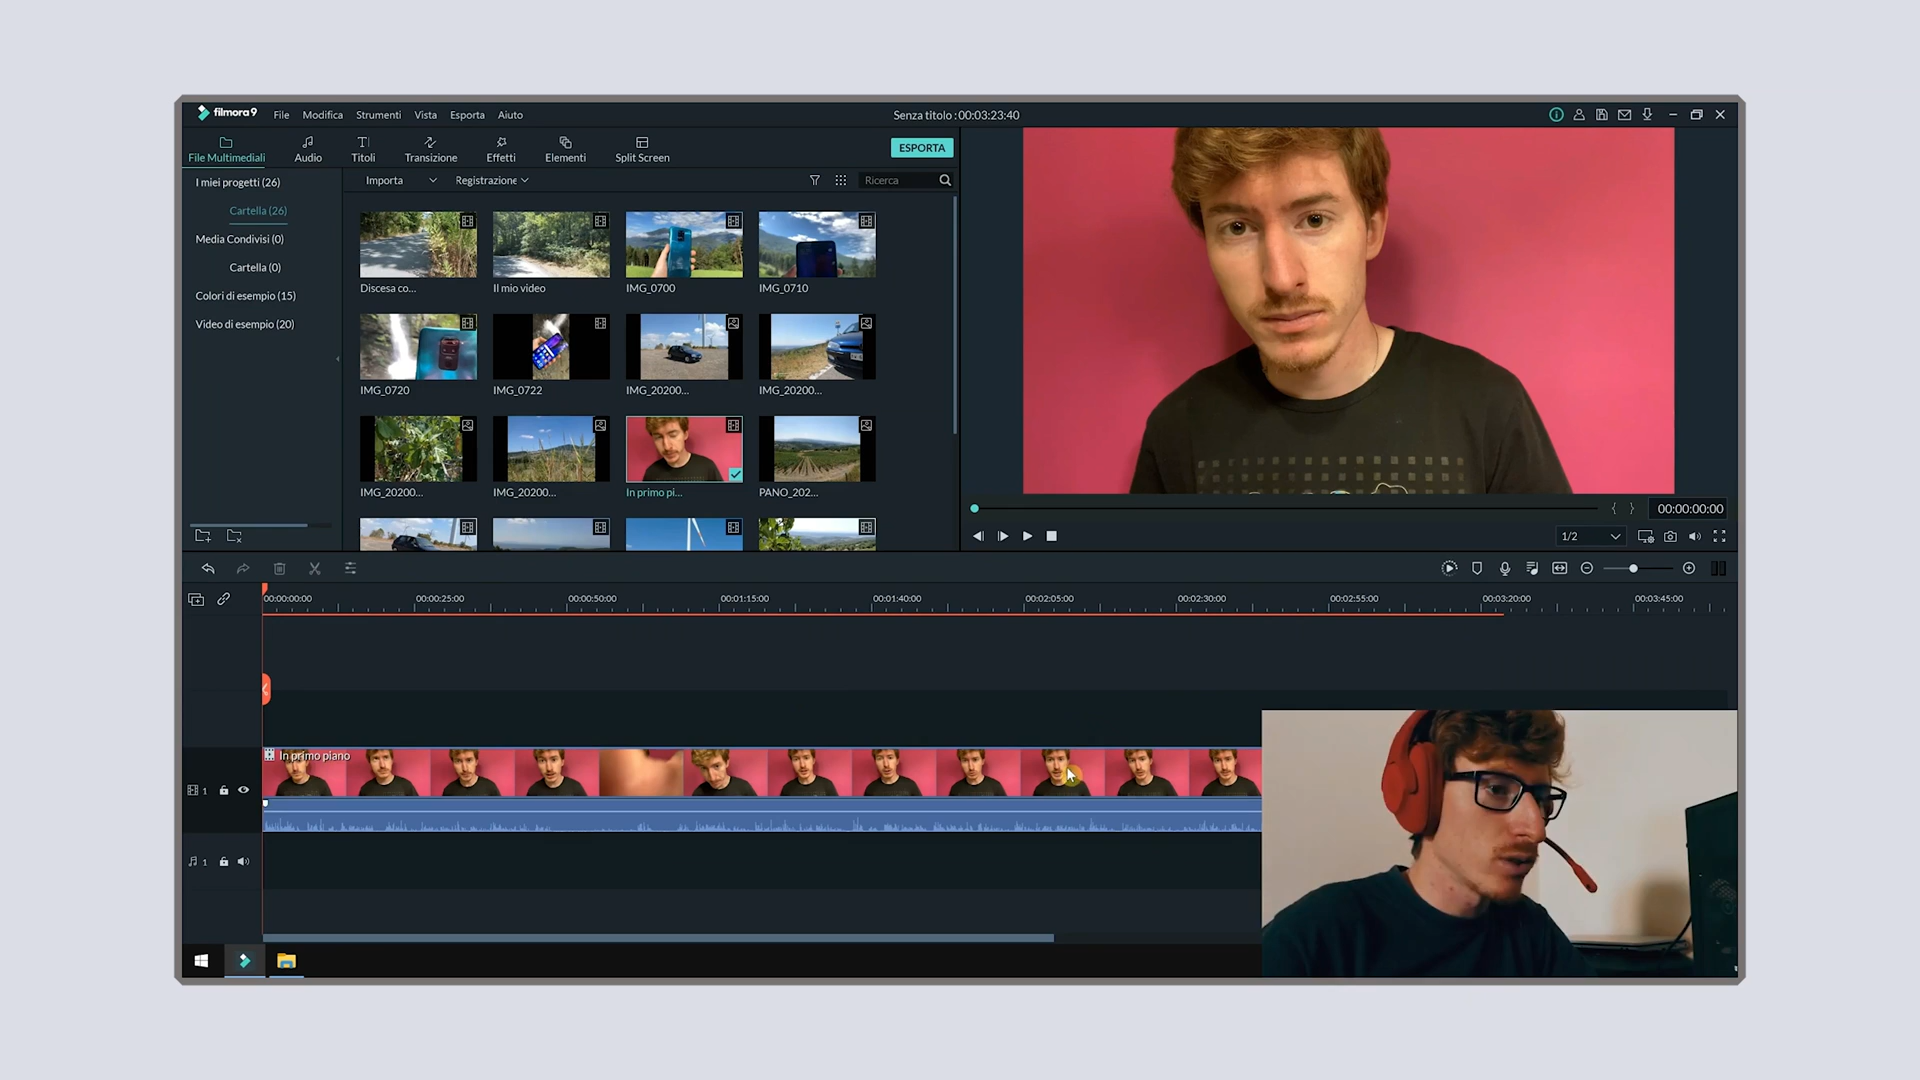 filmora9 File Modifica Strumenti Vista Esporta Aiuto Senza titolo : 00:03:23:40
File Multimediali Audio Titoli Transizione Effetti Elementi Split Screen ESPORTA
I miei progetti (26) Importa Registrazione Ricerca
Cartella (26)
Media Condivisi (0)
Cartella (0)
Colori di esempio (15)
Video di esempio (20)
Discesa co... Il mio video IMG_0700 IMG_0710
IMG_0720 IMG_0722 IMG_20200... IMG_20200...
IMG_20200... IMG_20200... In primo pi... PANO_202...
{ } 00:00:00:00
1/2
00:00:00:00 00:00:25:00 00:00:50:00 00:01:15:00 00:01:40:00 00:02:05:00 00:02:30:00 00:02:55:00 00:03:20:00 00:03:45:00
In primo piano
1
1